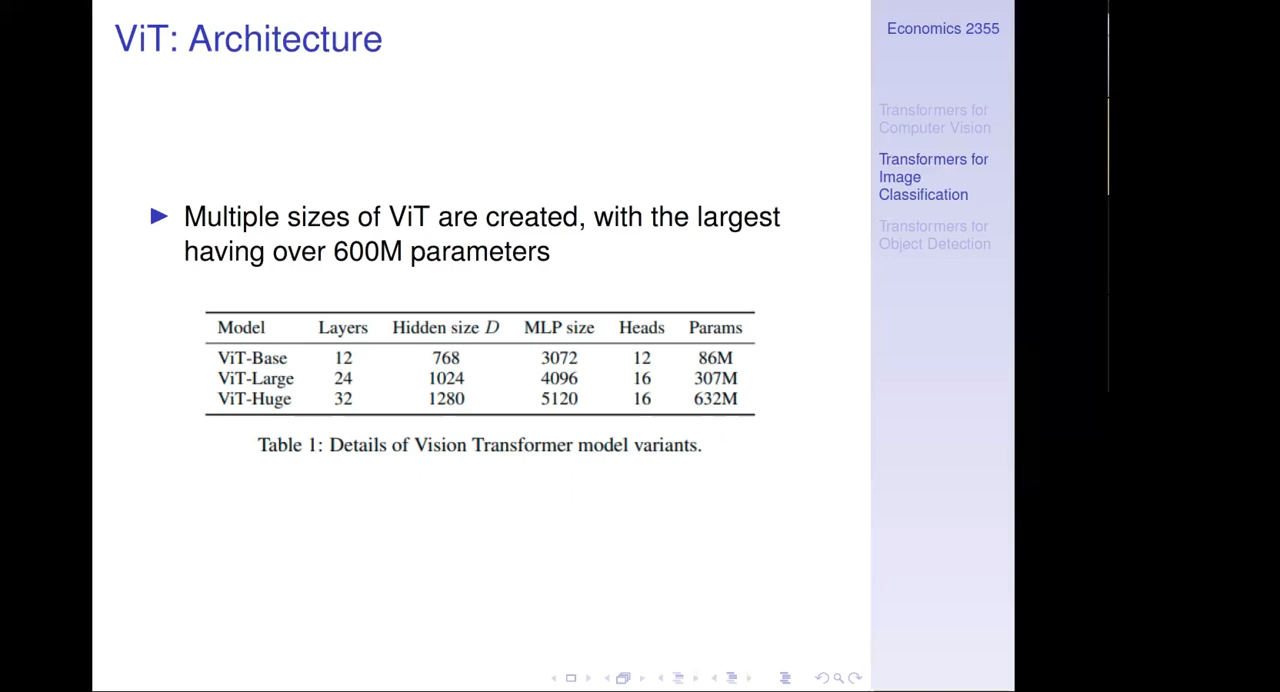 ViT: Architecture
Economics 2355
Transformers for
Computer Vision
Transformers for
Image
Classification
Transformers for
Object Detection
▶ Multiple sizes of ViT are created, with the largest
having over 600M parameters
Model Layers Hidden size D MLP size Heads Params
ViT-Base 12 768 3072 12 86M
ViT-Large 24 1024 4096 16 307M
ViT-Huge 32 1280 5120 16 632M
Table 1: Details of Vision Transformer model variants.